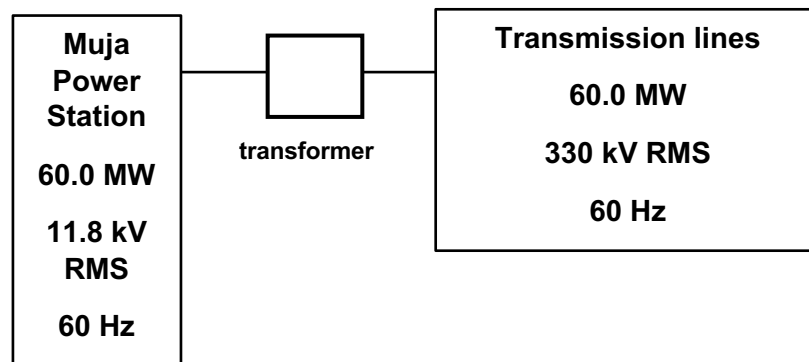 Muja
Power
Station
60.0 MW
11.8 kV
RMS
60 Hz
transformer
Transmission lines
60.0 MW
330 kV RMS
60 Hz